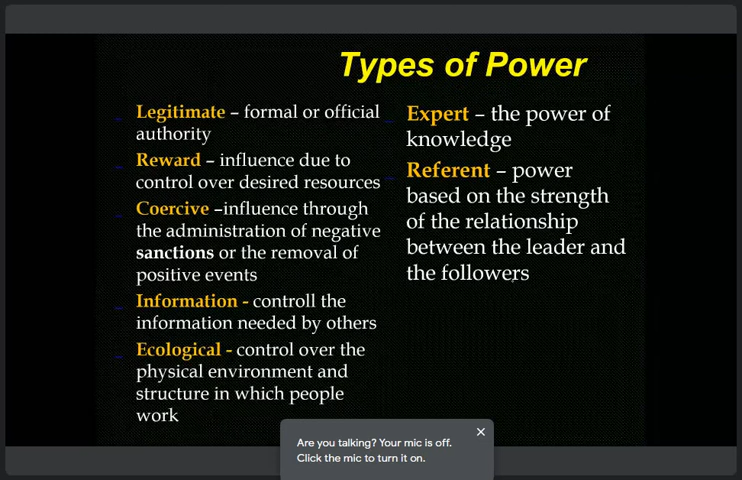 Types of Power
Legitimate – formal or official
authority
Reward – influence due to
control over desired resources
Coercive –influence through
the administration of negative
sanctions or the removal of
positive events
Information - controll the
information needed by others
Ecological - control over the
physical environment and
structure in which people
work
Expert – the power of
knowledge
Referent – power
based on the strength
of the relationship
between the leader and
the followers
Are you talking? Your mic is off.
Click the mic to turn it on.